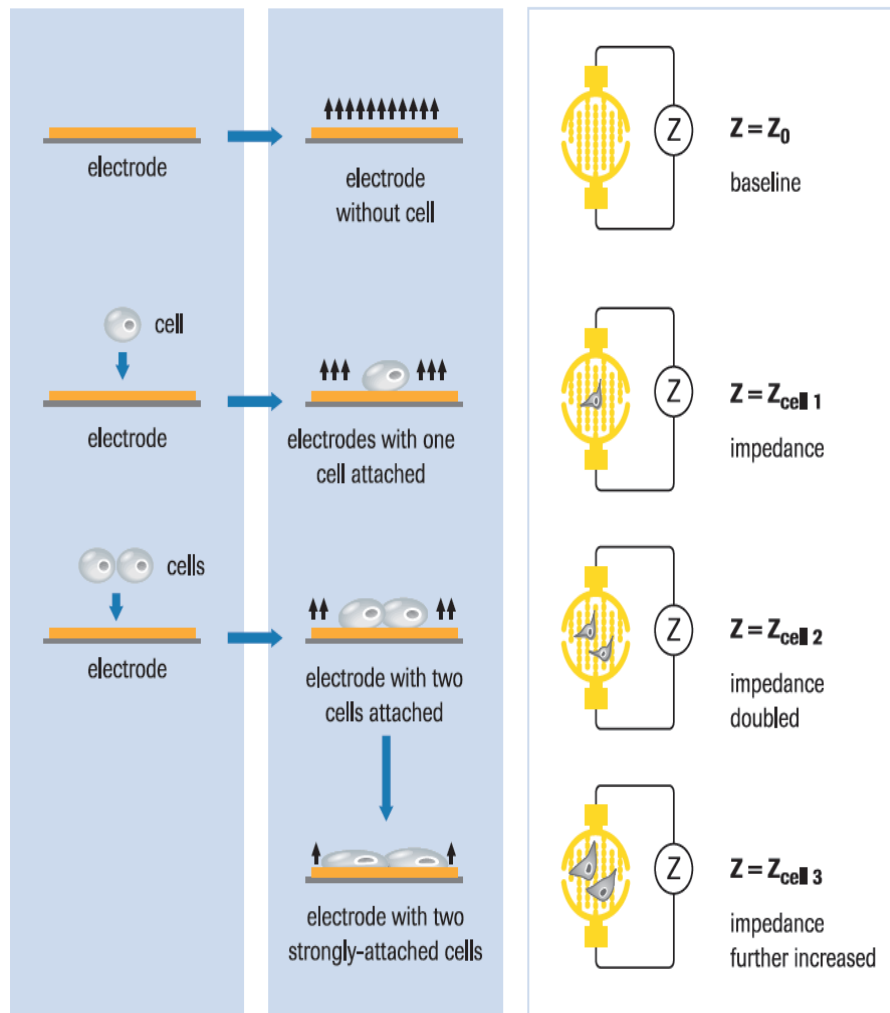 electrode
electrode
without cell
Z
Z = Z0
baseline
cell
electrode
electrodes with one
cell attached
Z
Z = Zcell 1
impedance
cells
electrode
electrode with two
cells attached
Z
Z = Zcell 2
impedance
doubled
electrode with two
strongly-attached cells
Z
Z = Zcell 3
impedance
further increased